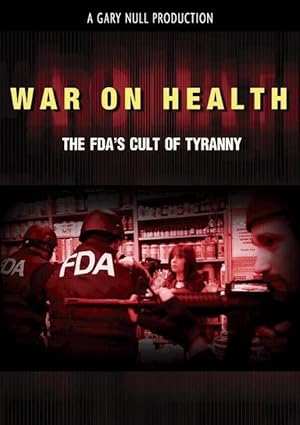 A GARY NULL PRODUCTION
WAR ON HEALTH
THE FDA'S CULT OF TYRANNY
FDA
FDA